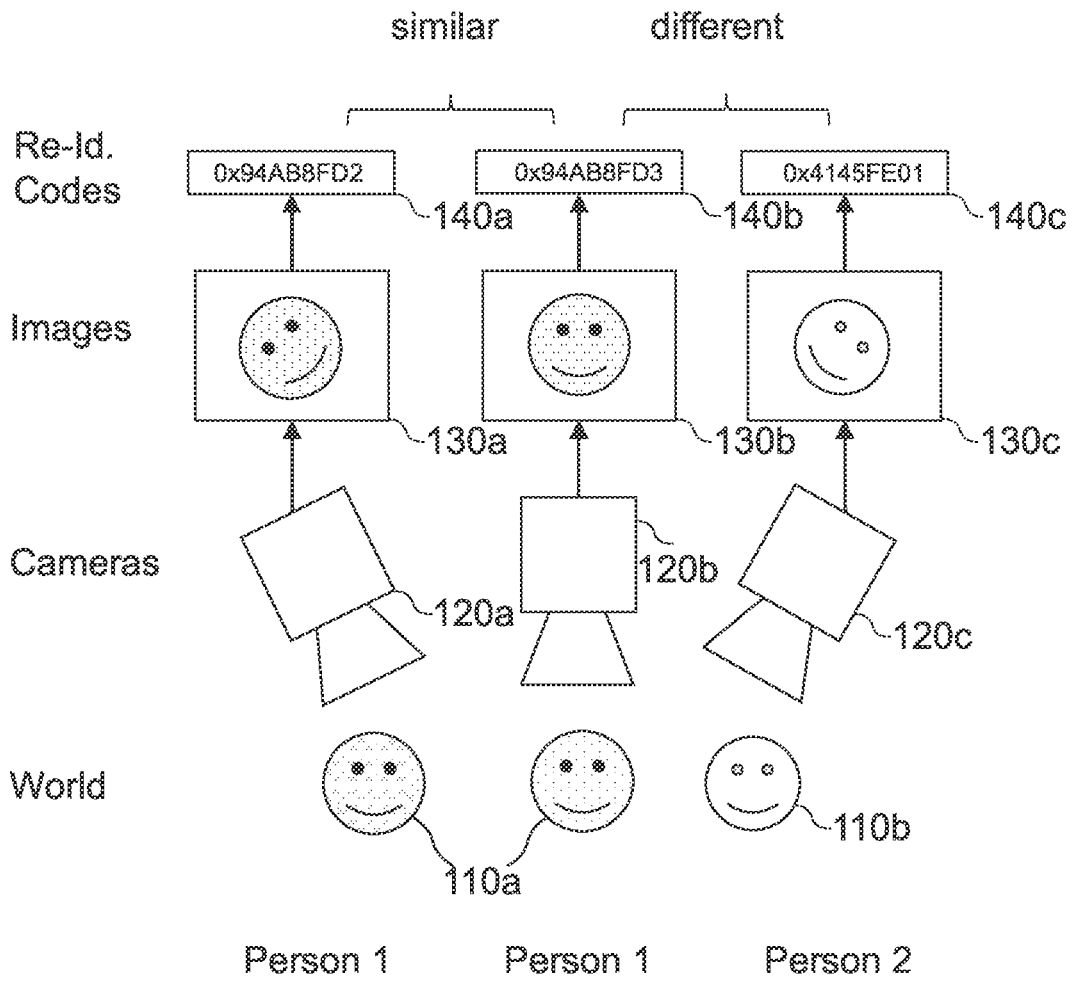 similar different
Re-Id.
Codes
0x94AB8FD2 0x94AB8FD3 0x4145FE01
140a 140b 140c
Images
130a 130b 130c
Cameras
120a 120b 120c
World
110a 110b
Person 1 Person 1 Person 2